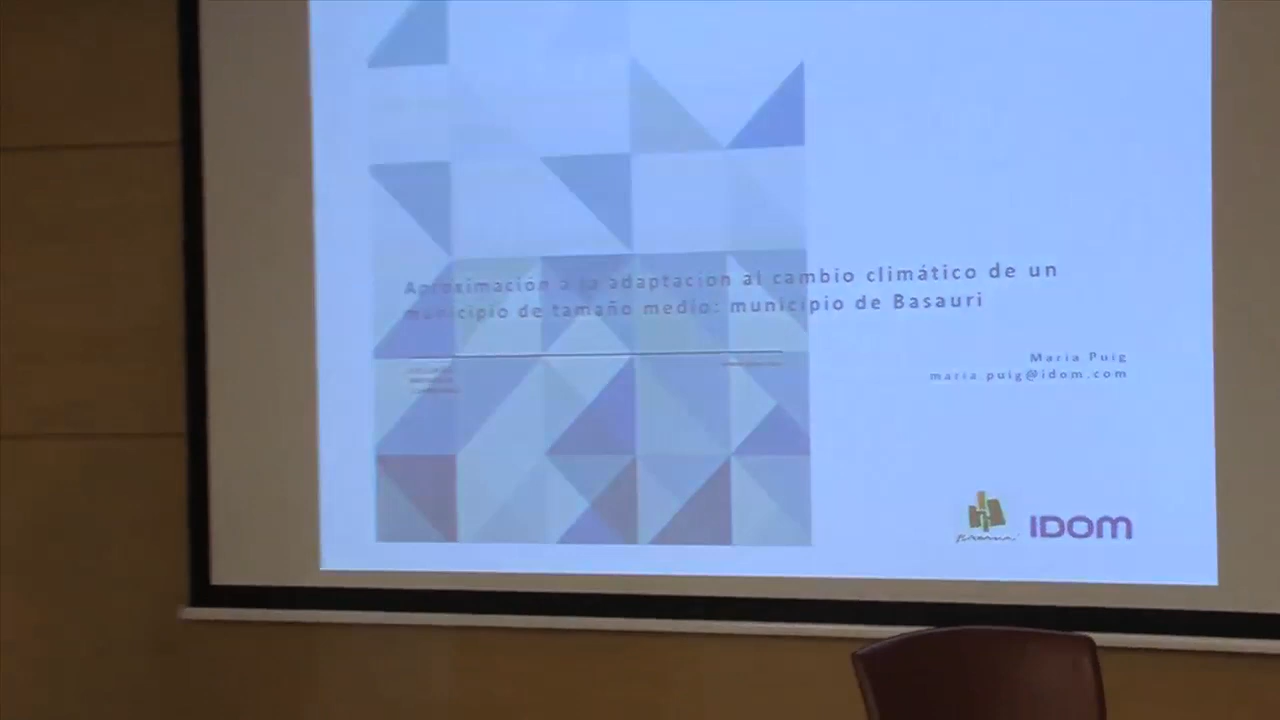 Aproximación a la adaptación al cambio climático de un
municipio de tamaño medio: municipio de Basauri
Maria Puig
maria.puig@idom.com
IDOM